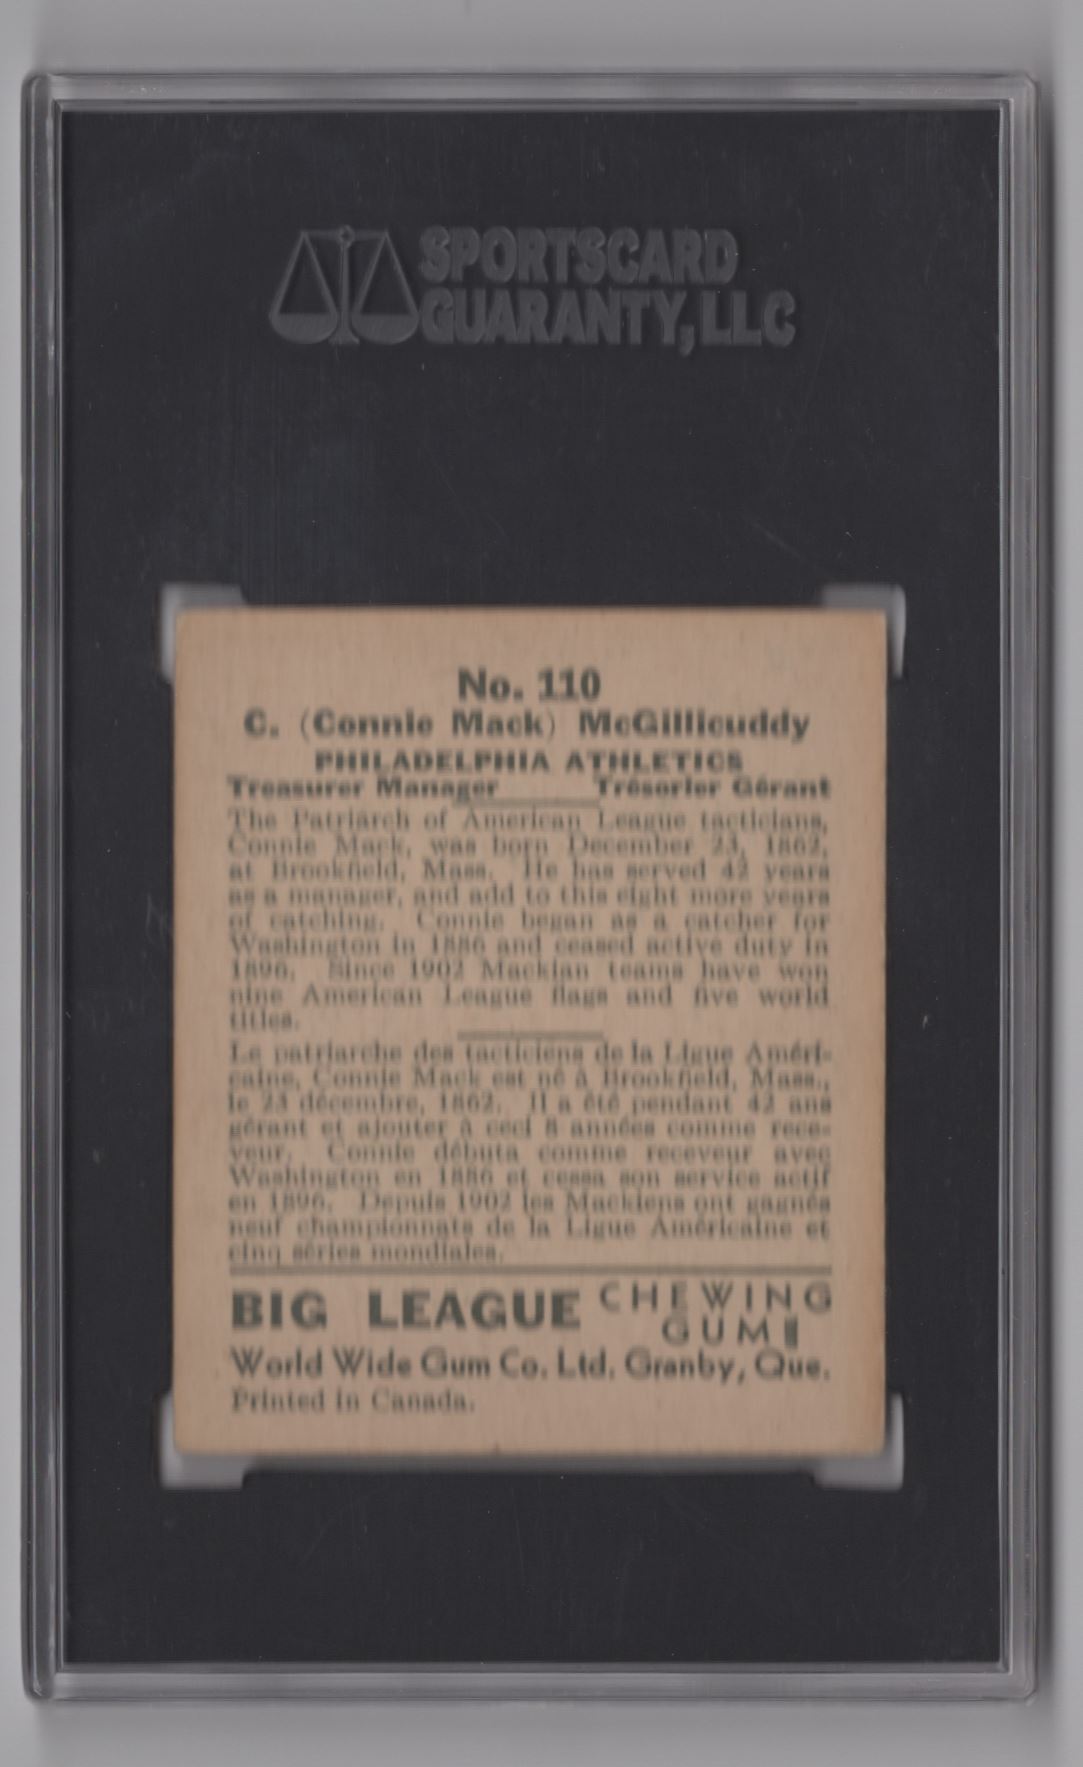 SPORTSCARD
GUARANTY, LLC
No. 110
C. (Connie Mack) McGillicuddy
PHILADELPHIA ATHLETICS
Treasurer Manager Trésorier Gérant
The Patriarch of American League tacticians,
Connie Mack, was born December 23, 1862,
at Brookfield, Mass. He has served 42 years
as a manager, and add to this eight more years
of catching. Connie began as a catcher for
Washington in 1886 and ceased active duty in
1896. Since 1902 Mackian teams have won
nine American League flags and five world
titles.
Le patriarche des tacticiens de la Ligue Améri-
caine, Connie Mack est né à Brookfield, Mass.,
le 23 décembre, 1862. Il a été pendant 42 ans
gérant et ajouter à ceci 8 années comme rece-
veur. Connie débuta comme receveur avec
Washington en 1886 et cessa son service actif
en 1896. Depuis 1902 les Mackiens ont gagnés
neuf championnats de la Ligue Américaine et
cinq séries mondiales.
BIG LEAGUE CHEWING
GUM
World Wide Gum Co. Ltd. Granby, Que.
Printed in Canada.